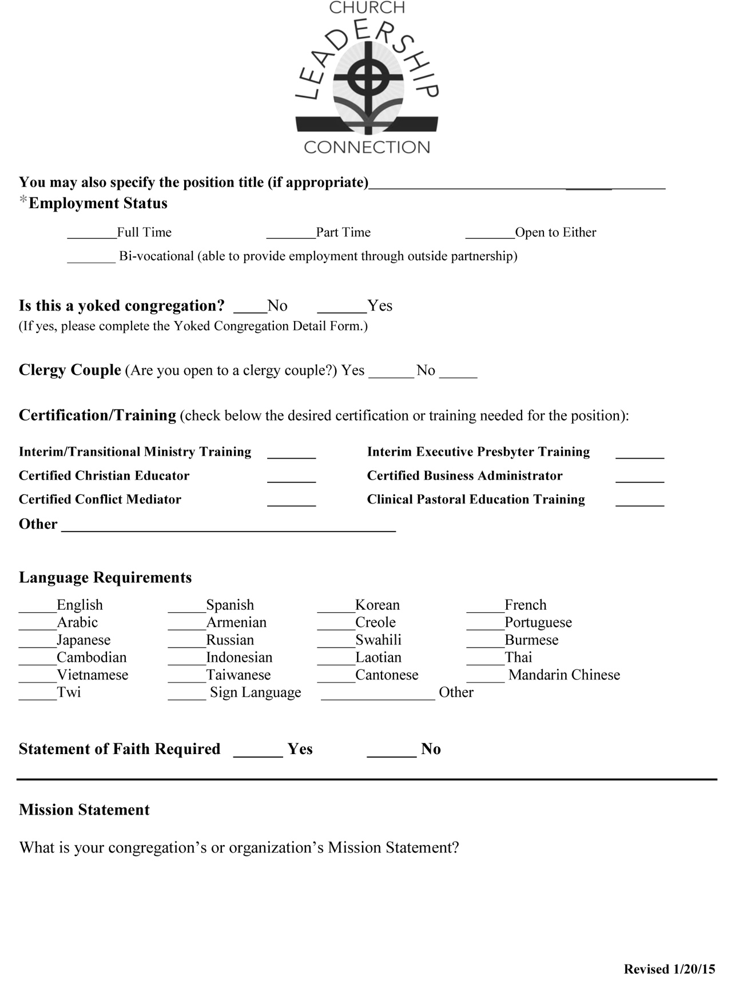 CHURCH
LEADERSHIP
CONNECTION
You may also specify the position title (if appropriate)_______________________________________
*Employment Status
_______Full Time _______Part Time _______Open to Either
_______ Bi-vocational (able to provide employment through outside partnership)
Is this a yoked congregation? ____No ______Yes
(If yes, please complete the Yoked Congregation Detail Form.)
Clergy Couple (Are you open to a clergy couple?) Yes ______ No _____
Certification/Training (check below the desired certification or training needed for the position):
Interim/Transitional Ministry Training _______ Interim Executive Presbyter Training _______
Certified Christian Educator _______ Certified Business Administrator _______
Certified Conflict Mediator _______ Clinical Pastoral Education Training _______
Other ________________________________________
Language Requirements
_____English _____Spanish _____Korean _____French
_____Arabic _____Armenian _____Creole _____Portuguese
_____Japanese _____Russian _____Swahili _____Burmese
_____Cambodian _____Indonesian _____Laotian _____Thai
_____Vietnamese _____Taiwanese _____Cantonese _____ Mandarin Chinese
_____Twi _____ Sign Language _______________ Other
Statement of Faith Required ______ Yes ______ No
Mission Statement
What is your congregation’s or organization’s Mission Statement?
Revised 1/20/15